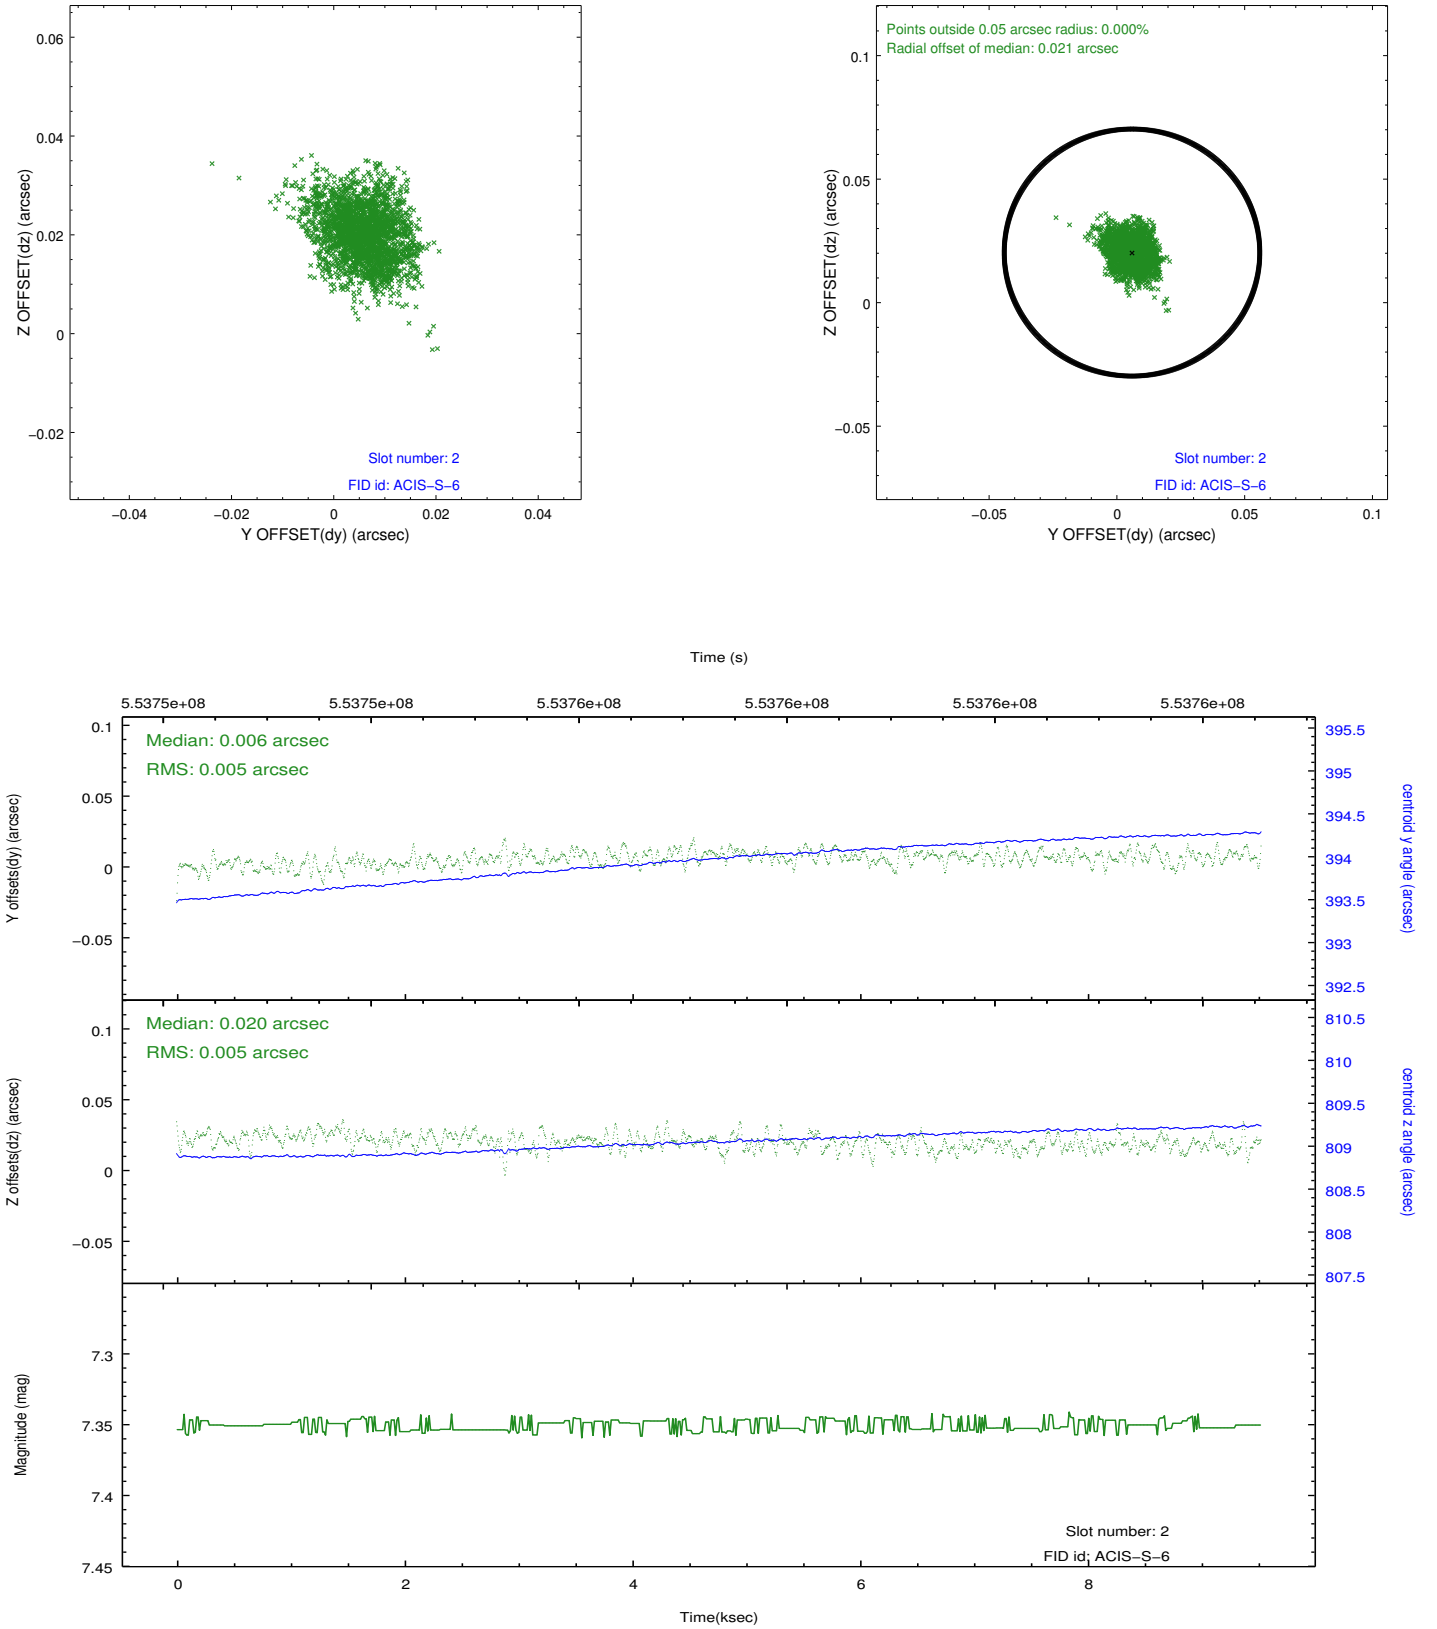 0.06
0.04
0.02
0
−0.02
Z OFFSET(dz) (arcsec)
Slot number: 2
FID id: ACIS−S−6
−0.04
−0.02
0
0.02
0.04
Y OFFSET(dy) (arcsec)
Points outside 0.05 arcsec radius: 0.000%
Radial offset of median: 0.021 arcsec
0.1
0.05
0
−0.05
Z OFFSET(dz) (arcsec)
Slot number: 2
FID id: ACIS−S−6
−0.05
0
0.05
0.1
Y OFFSET(dy) (arcsec)
Time (s)
5.5375e+08
5.5375e+08
5.5376e+08
5.5376e+08
5.5376e+08
5.5376e+08
Median: 0.006 arcsec
RMS: 0.005 arcsec
0.1
0.05
0
−0.05
Y offsets(dy) (arcsec)
395.5
395
394.5
394
393.5
393
392.5
centroid y angle (arcsec)
Median: 0.020 arcsec
RMS: 0.005 arcsec
0.1
0.05
0
−0.05
Z offsets(dz) (arcsec)
810.5
810
809.5
809
808.5
808
807.5
centroid z angle (arcsec)
7.3
7.35
7.4
7.45
Magnitude (mag)
Slot number: 2
FID id: ACIS−S−6
0
2
4
6
8
Time(ksec)